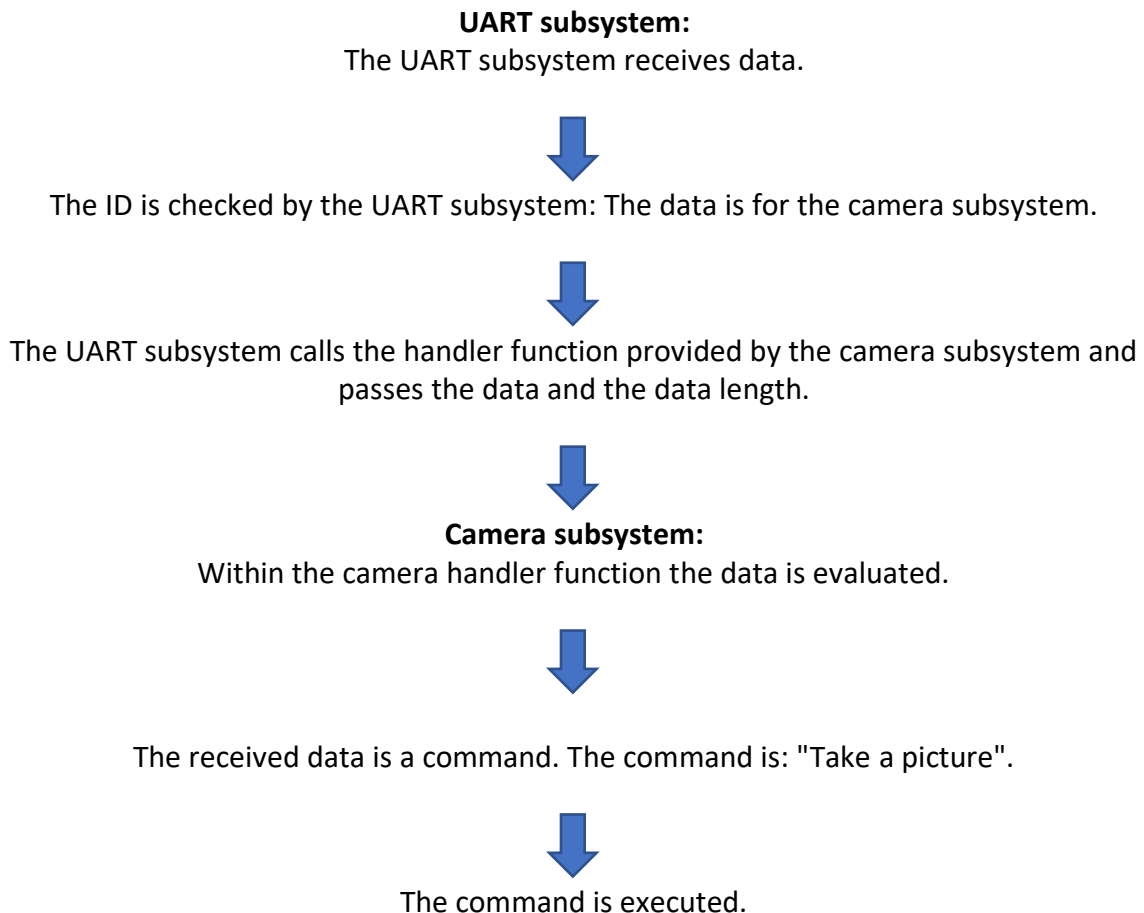 UART subsystem:
The UART subsystem receives data.
The ID is checked by the UART subsystem: The data is for the camera subsystem.
The UART subsystem calls the handler function provided by the camera subsystem and
passes the data and the data length.
Camera subsystem:
Within the camera handler function the data is evaluated.
The received data is a command. The command is: "Take a picture".
The command is executed.